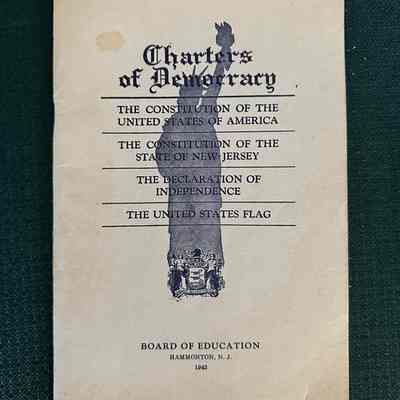 Charters
of Democracy
THE CONSTITUTION OF THE
UNITED STATES OF AMERICA
THE CONSTITUTION OF THE
STATE OF NEW JERSEY
THE DECLARATION OF
INDEPENDENCE
THE UNITED STATES FLAG
BOARD OF EDUCATION
HAMMONTON, N. J.